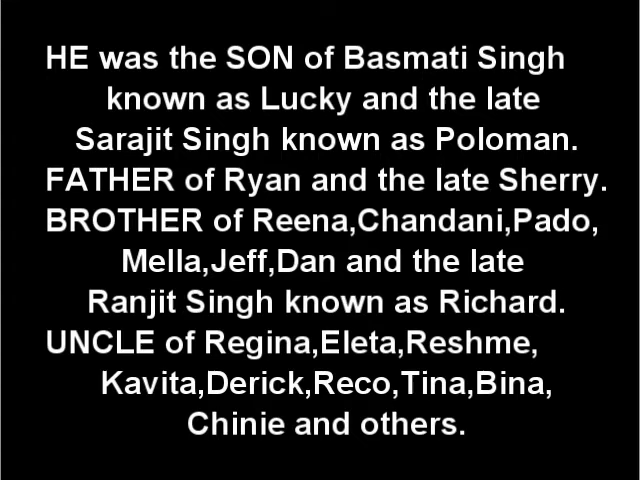 HE was the SON of Basmati Singh
known as Lucky and the late
Sarajit Singh known as Poloman.
FATHER of Ryan and the late Sherry.
BROTHER of Reena,Chandani,Pado,
Mella,Jeff,Dan and the late
Ranjit Singh known as Richard.
UNCLE of Regina,Eleta,Reshme,
Kavita,Derick,Reco,Tina,Bina,
Chinie and others.